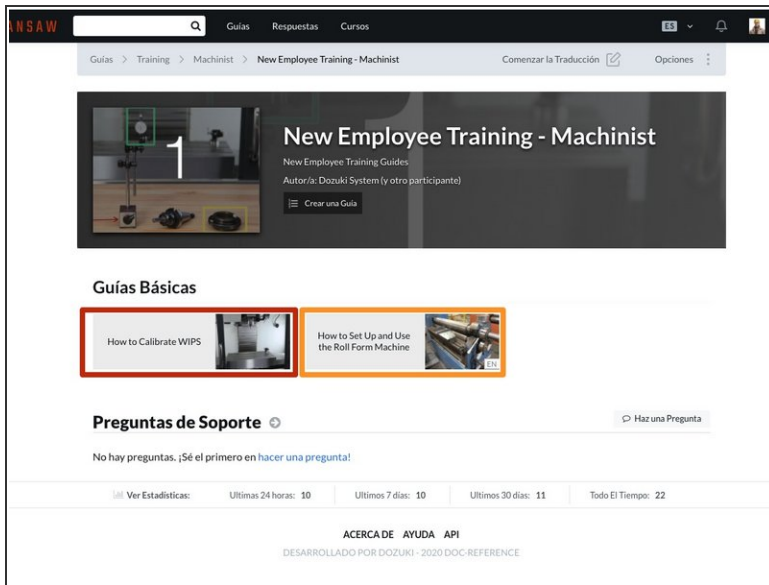 ANSAW
Guías Respuestas Cursos
ES
Guías > Training > Machinist > New Employee Training - Machinist
Comenzar la Traducción
Opciones
1
New Employee Training - Machinist
New Employee Training Guides
Autor/a: Dozuki System (y otro participante)
Crear una Guía
Guías Básicas
How to Calibrate WIPS
How to Set Up and Use
the Roll Form Machine
EN
Preguntas de Soporte
Haz una Pregunta
No hay preguntas. ¡Sé el primero en hacer una pregunta!
Ver Estadísticas: Ultimas 24 horas: 10 Ultimos 7 días: 10 Ultimos 30 días: 11 Todo El Tiempo: 22
ACERCA DE AYUDA API
DESARROLLADO POR DOZUKI - 2020 DOC-REFERENCE